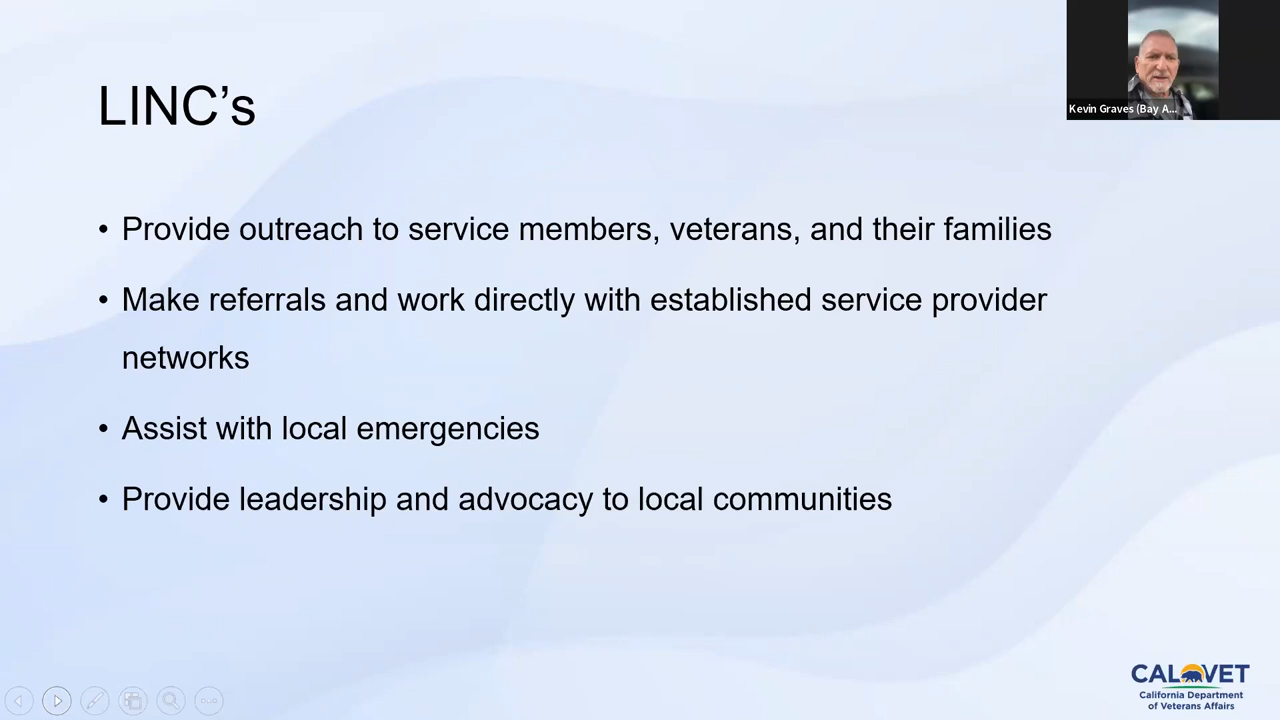 LINC's
Kevin Graves (Bay A...
• Provide outreach to service members, veterans, and their families
• Make referrals and work directly with established service provider
networks
• Assist with local emergencies
• Provide leadership and advocacy to local communities
CALVET
California Department
of Veterans Affairs